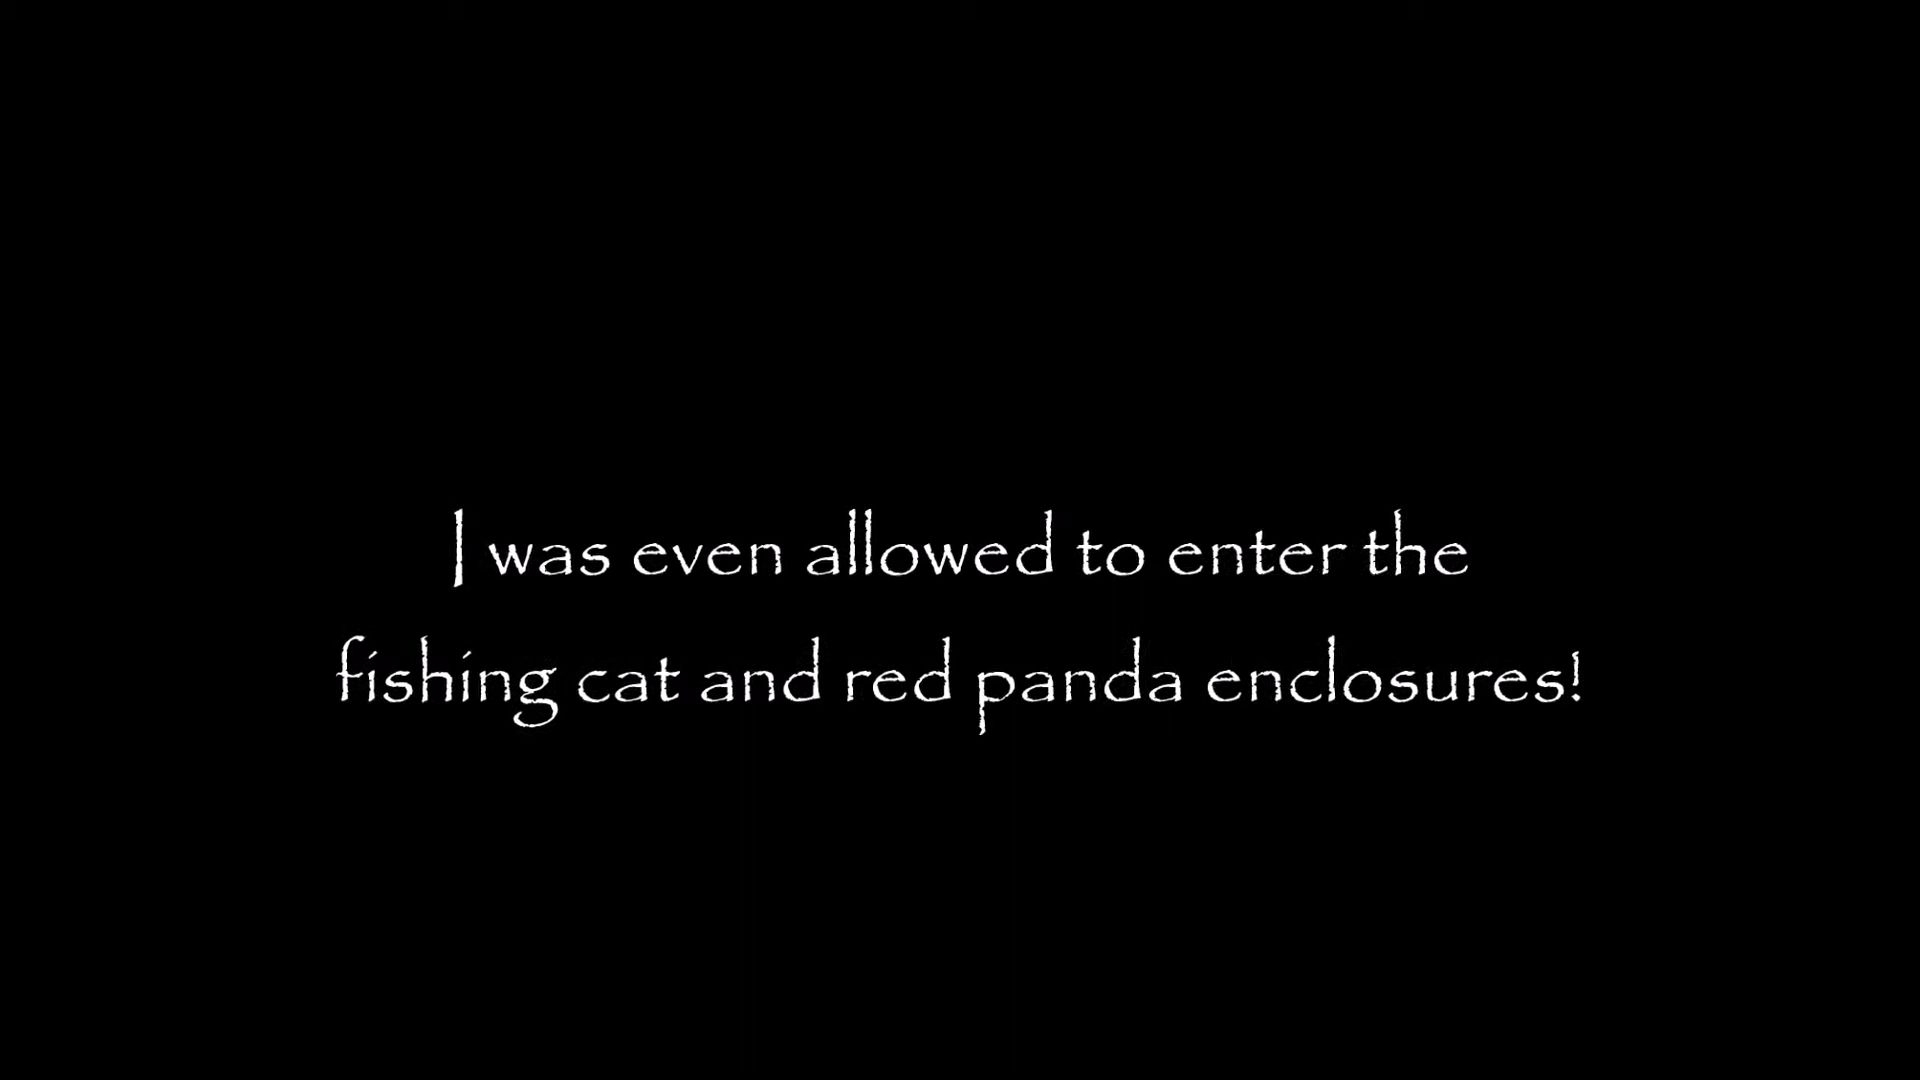 I was even allowed to enter the
fishing cat and red panda enclosures!